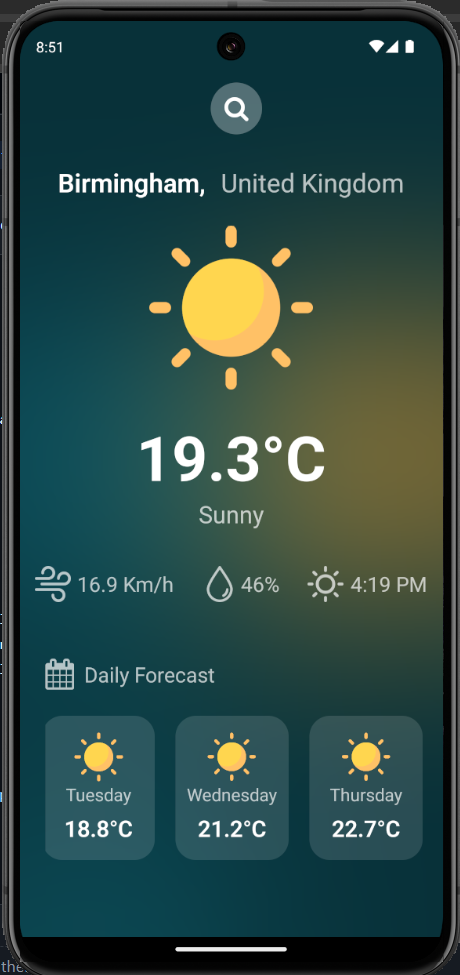 8:51
Birmingham, United Kingdom
19.3°C
Sunny
16.9 Km/h 46% 4:19 PM
Daily Forecast
Tuesday Wednesday Thursday
18.8°C 21.2°C 22.7°C
the